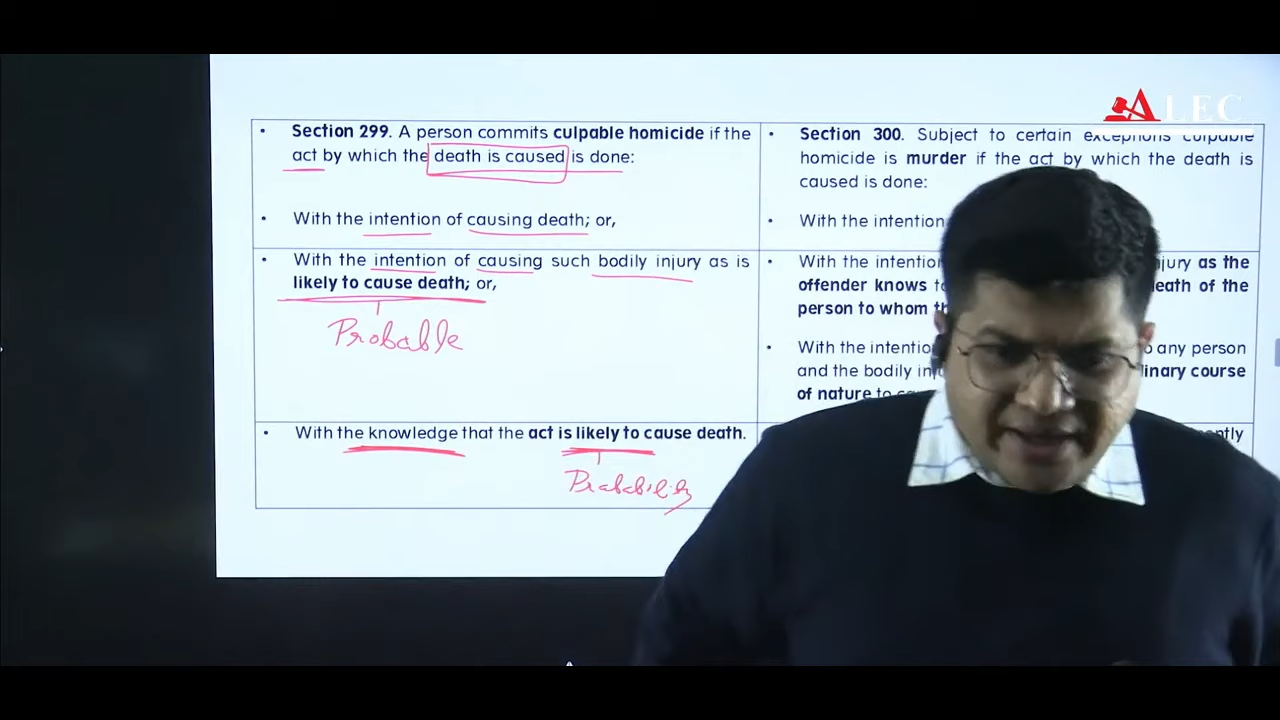 ALEC
• Section 299. A person commits culpable homicide if the
act by which the death is caused is done:
• With the intention of causing death; or,
• With the intention of causing such bodily injury as is
likely to cause death; or,
Probable
• With the knowledge that the act is likely to cause death.
Probability
• Section 300. Subject to certain exceptions culpable
homicide is murder if the act by which the death is
caused is done:
• With the intention
• With the intention as the
offender knows of the
person to whom
• With the intention any person
and the bodily course
of nature to